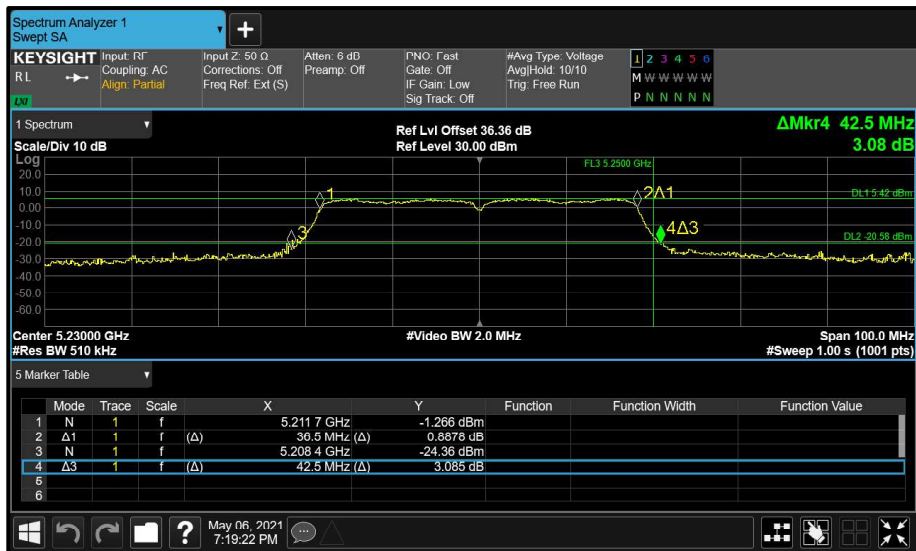 Spectrum Analyzer 1
Swept SA
+
KEYSIGHT Input: RF Input Z: 50 Ω Atten: 6 dB PNO: Fast #Avg Type: Voltage 1 2 3 4 5 6
RL Coupling: AC Corrections: Off Preamp: Off Gate: Off Avg|Hold: 10/10 M W W W W W
Align: Partial Freq Ref: Ext (S) IF Gain: Low Trig: Free Run
LXI Sig Track: Off P N N N N N
1 Spectrum Ref Lvl Offset 36.36 dB ΔMkr4 42.5 MHz
Scale/Div 10 dB Ref Level 30.00 dBm 3.08 dB
Log
FL3 5.2500 GHz
20.0
10.0 1 2Δ1 DL1 5.42 dBm
0.00
-10.0 3 4Δ3
-20.0 DL2 -20.58 dBm
-30.0
-40.0
-50.0
-60.0
Center 5.23000 GHz #Video BW 2.0 MHz Span 100.0 MHz
#Res BW 510 kHz #Sweep 1.00 s (1001 pts)
5 Marker Table
Mode Trace Scale X Y Function Function Width Function Value
1 N 1 f 5.211 7 GHz -1.266 dBm
2 Δ1 1 f (Δ) 36.5 MHz (Δ) 0.8878 dB
3 N 1 f 5.208 4 GHz -24.36 dBm
4 Δ3 1 f (Δ) 42.5 MHz (Δ) 3.085 dB
5
6
? May 06, 2021
7:19:22 PM